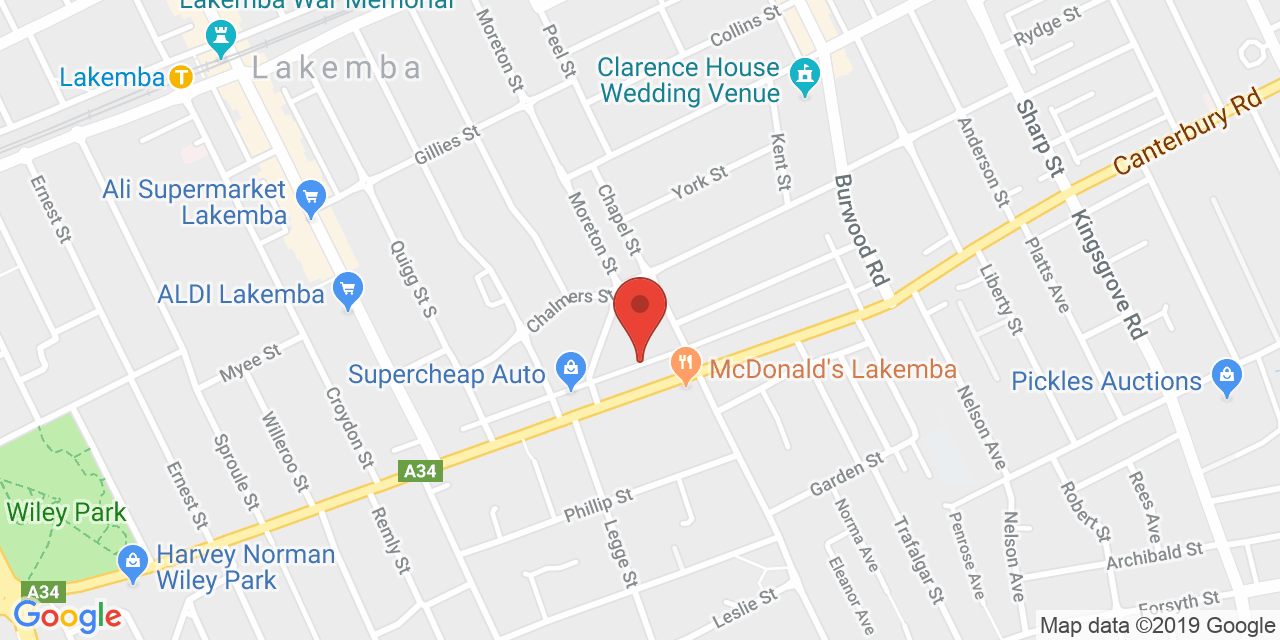 Lakemba War Memorial
Collins St
Rydge St
Moreton St
Peel St
Lakemba
T
Lakemba
Clarence House
Wedding Venue
Canterbury Rd
Sharp St
Gillies St
Kent St
Anderson St
York St
Ernest St
Ali Supermarket
Lakemba
Chapel St
Moreton St
Burwood Rd
Quigg St S
Kingsgrove Rd
Platts Ave
Liberty St
ALDI Lakemba
Chalmers St
Myee St
Supercheap Auto
McDonald's Lakemba
Pickles Auctions
Croydon St
Nelson Ave
Willeroo St
Sproule St
A34
Ernest St
Garden St
Wiley Park
Phillip St
Remly St
Legge St
Norma Ave
Trafalgar St
Penrose Ave
Nelson Ave
Robert St
Rees Ave
Harvey Norman
Wiley Park
Archibald St
Eleanor Ave
A34
Leslie St
Forsyth St
Google
Map data ©2019 Google